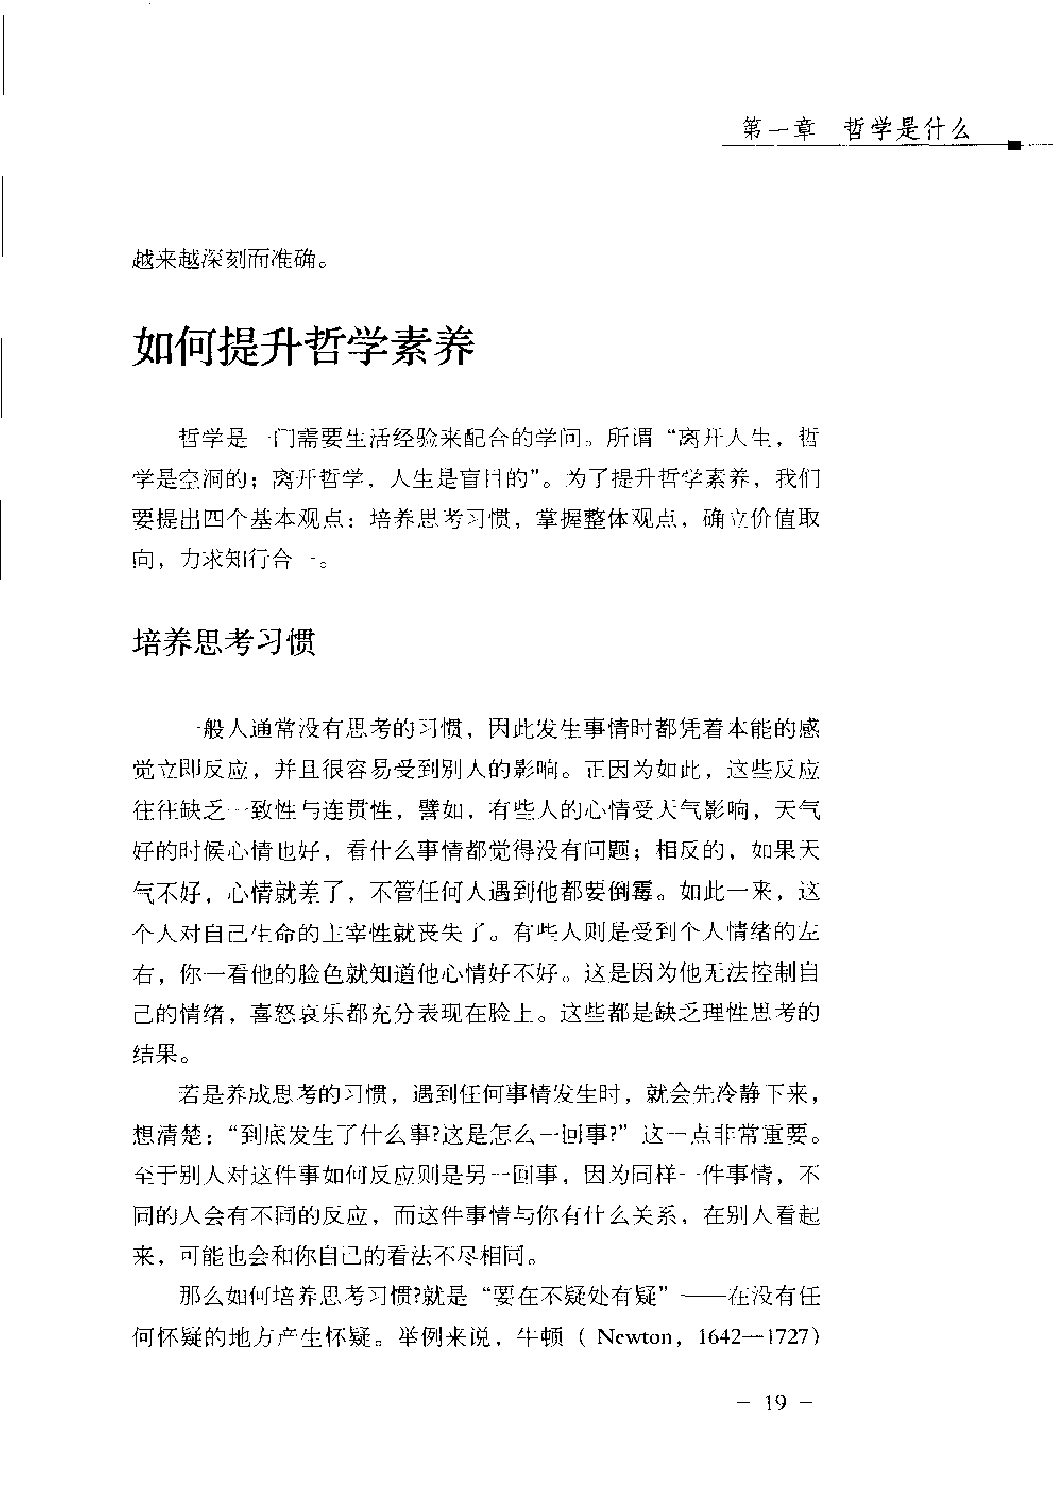 第一章 哲学是什么
越来越深刻而准确。
如何提升哲学素养
哲学是一门需要生活经验来配合的学问。所谓“离开人生，哲
学是空洞的；离开哲学，人生是盲目的”。为了提升哲学素养，我们
要提出四个基本观点：培养思考习惯，掌握整体观点，确立价值取
向，力求知行合一。
培养思考习惯
一般人通常没有思考的习惯，因此发生事情时都凭着本能的感
觉立即反应，并且很容易受到别人的影响。正因为如此，这些反应
往往缺乏一致性与连贯性，譬如，有些人的心情受天气影响，天气
好的时候心情也好，看什么事情都觉得没有问题；相反的，如果天
气不好，心情就差了，不管任何人遇到他都要倒霉。如此一来，这
个人对自己生命的主宰性就丧失了。有些人则是受到个人情绪的左
右，你一看他的脸色就知道他心情好不好。这是因为他无法控制自
己的情绪，喜怒哀乐都充分表现在脸上。这些都是缺乏理性思考的
结果。
若是养成思考的习惯，遇到任何事情发生时，就会先冷静下来，
想清楚：“到底发生了什么事?这是怎么一回事?”这一点非常重要。
至于别人对这件事如何反应则是另一回事，因为同样一件事情，不
同的人会有不同的反应，而这件事情与你有什么关系，在别人看起
来，可能也会和你自己的看法不尽相同。
那么如何培养思考习惯?就是“要在不疑处有疑”——在没有任
何怀疑的地方产生怀疑。举例来说，牛顿（Newton，1642—1727）
– 19 –